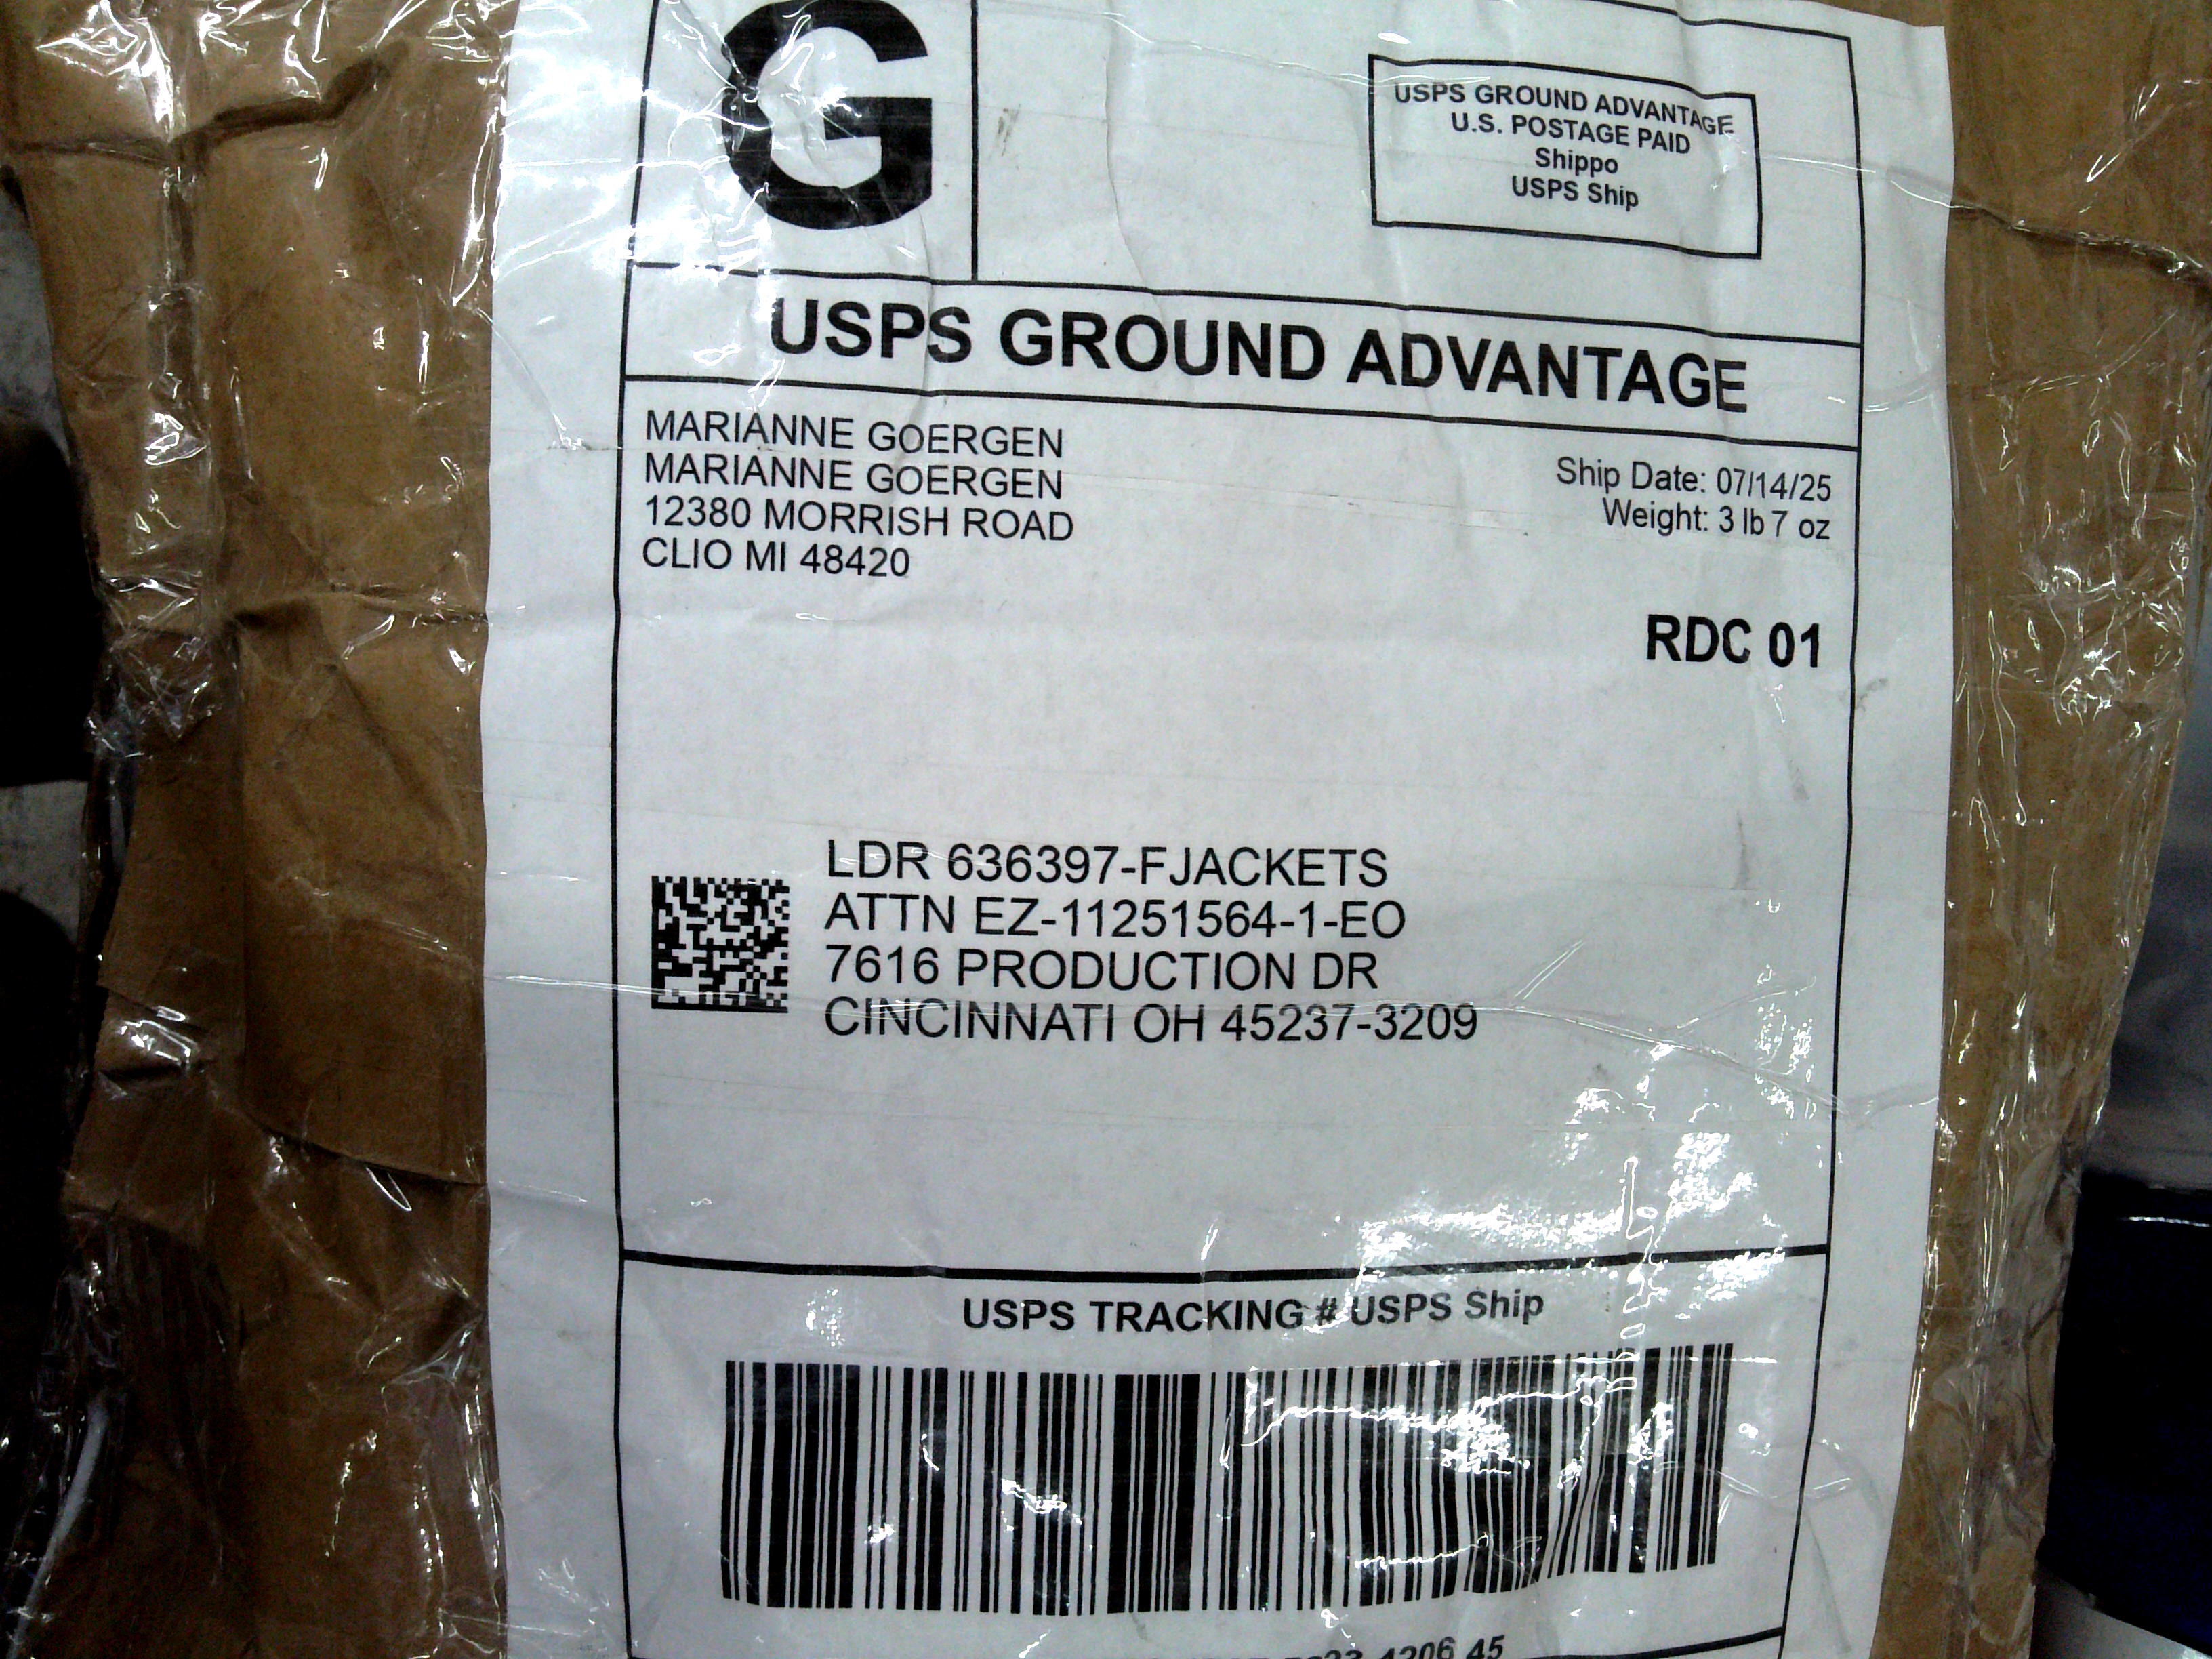 G
USPS GROUND ADVANTAGE
U.S. POSTAGE PAID
Shippo
USPS Ship
USPS GROUND ADVANTAGE
MARIANNE GOERGEN
MARIANNE GOERGEN
12380 MORRISH ROAD
CLIO MI 48420
Ship Date: 07/14/25
Weight: 3 lb 7 oz
RDC 01
LDR 636397-FJACKETS
ATTN EZ-11251564-1-EO
7616 PRODUCTION DR
CINCINNATI OH 45237-3209
USPS TRACKING # USPS Ship
4206 45